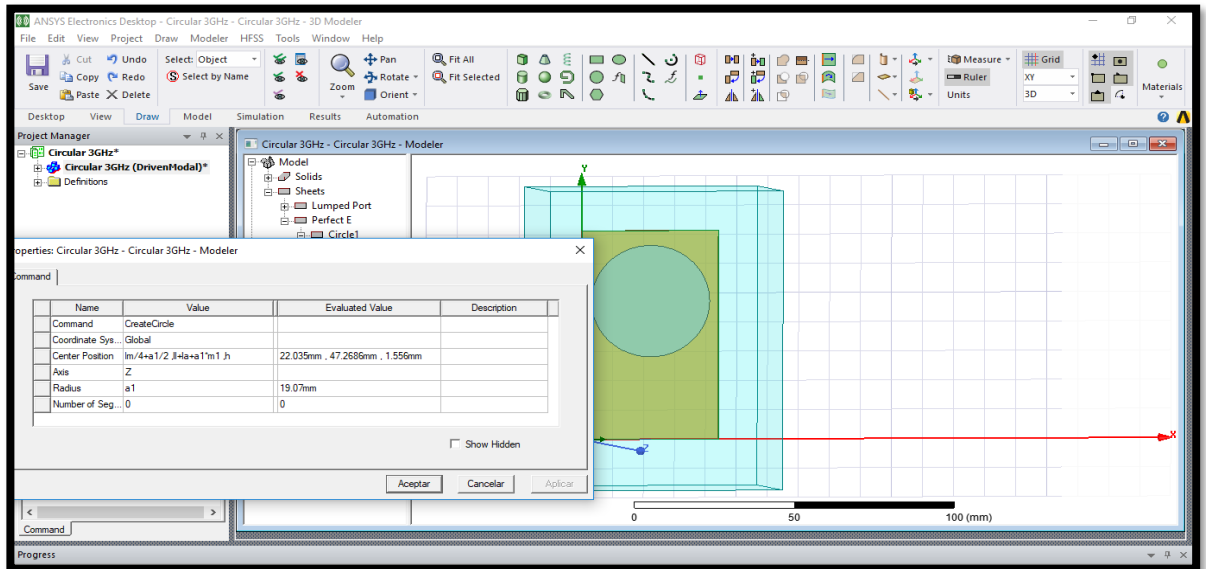 ANSYS Electronics Desktop - Circular 3GHz - Circular 3GHz - 3D Modeler
File Edit View Project Draw Modeler HFSS Tools Window Help
Save
Cut Undo Select: Object
Copy Redo Select by Name
Paste Delete
Zoom
Pan
Rotate
Orient
Fit All
Fit Selected
Measure
Ruler
Units
Grid
XY
3D
Materials
Desktop View Draw Model Simulation Results Automation
Project Manager
Circular 3GHz*
Circular 3GHz (DrivenModal)*
Definitions
Circular 3GHz - Circular 3GHz - Modeler
Model
Solids
Sheets
Lumped Port
Perfect E
Circle1
Y
X
Z
0 50 100 (mm)
operties: Circular 3GHz - Circular 3GHz - Modeler
Command
Name Value Evaluated Value Description
Command CreateCircle
Coordinate Sys... Global
Center Position lm/4+a1/2 ,ll+la+a1*m1 ,h 22.035mm , 47.2686mm , 1.556mm
Axis Z
Radius a1 19.07mm
Number of Seg... 0 0
Show Hidden
Aceptar Cancelar Aplicar
Command
Progress